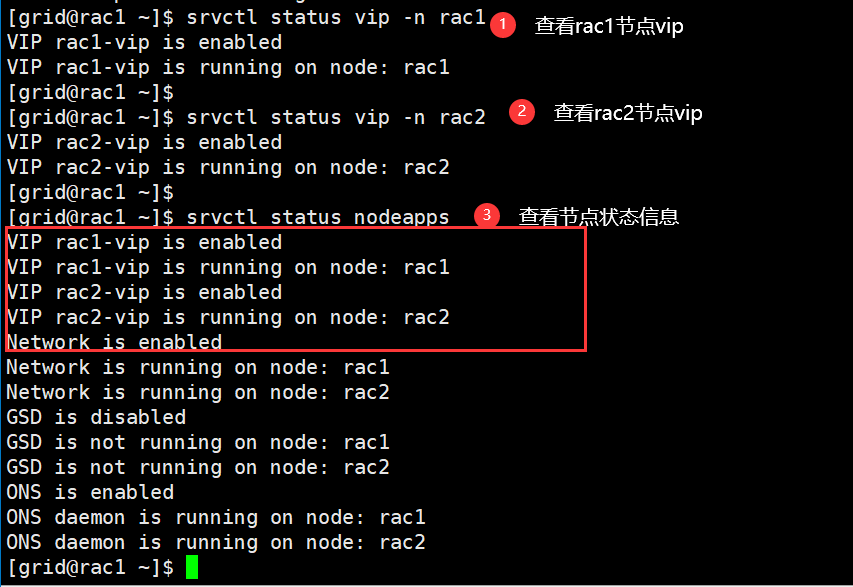 [grid@rac1 ~]$ srvctl status vip -n rac1 1 查看rac1节点vip
VIP rac1-vip is enabled
VIP rac1-vip is running on node: rac1
[grid@rac1 ~]$
[grid@rac1 ~]$ srvctl status vip -n rac2 2 查看rac2节点vip
VIP rac2-vip is enabled
VIP rac2-vip is running on node: rac2
[grid@rac1 ~]$
[grid@rac1 ~]$ srvctl status nodeapps 3 查看节点状态信息
VIP rac1-vip is enabled
VIP rac1-vip is running on node: rac1
VIP rac2-vip is enabled
VIP rac2-vip is running on node: rac2
Network is enabled
Network is running on node: rac1
Network is running on node: rac2
GSD is disabled
GSD is not running on node: rac1
GSD is not running on node: rac2
ONS is enabled
ONS daemon is running on node: rac1
ONS daemon is running on node: rac2
[grid@rac1 ~]$